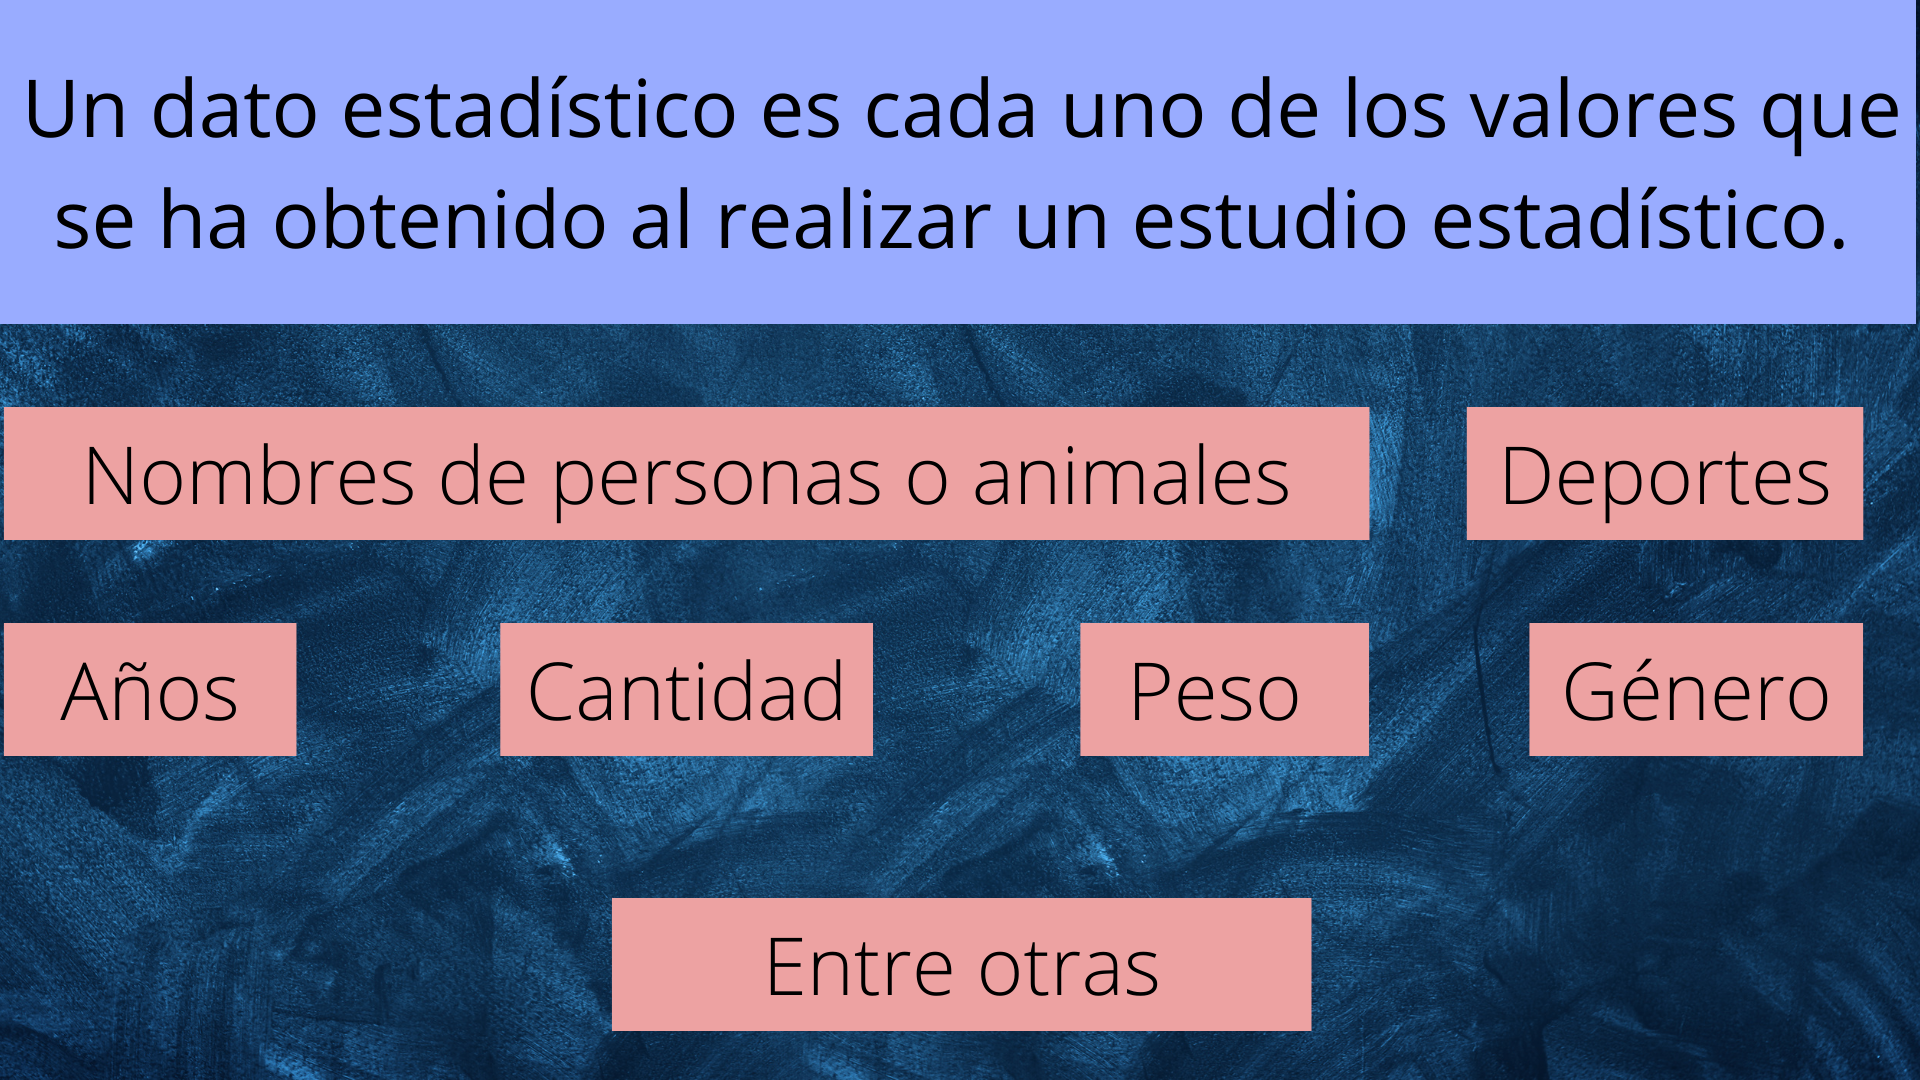 Un dato estadístico es cada uno de los valores que
se ha obtenido al realizar un estudio estadístico.
Nombres de personas o animales
Deportes
Años
Cantidad
Peso
Género
Entre otras